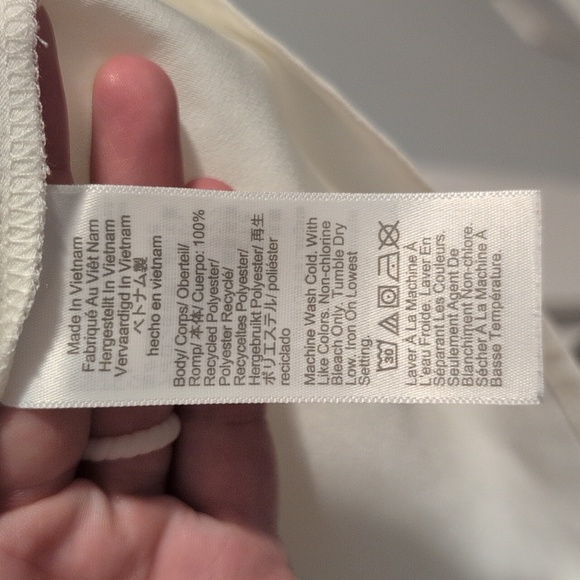 Made In Vietnam
Fabriqué Au Viêt Nam
Hergestellt In Vietnam
Vervaardigd In Vietnam
ベトナム製
hecho en vietnam
Body/ Corps/ Oberteil/
Romp/ 本体/ Cuerpo: 100%
Recycled Polyester/
Polyester Recyclé/
Recyceltes Polyester/
Hergebruikt Polyester/ 再生
ポリエステル/ poliéster
reciclado
Machine Wash Cold. With
Like Colors. Non-chlorine
Bleach Only. Tumble Dry
Low. Iron On Lowest
Setting.
30
Laver À La Machine À
L'eau Froide. Laver En
Séparant Les Couleurs.
Seulement Agent De
Blanchiment Non-chlore.
Sécher À La Machine À
Basse Température.